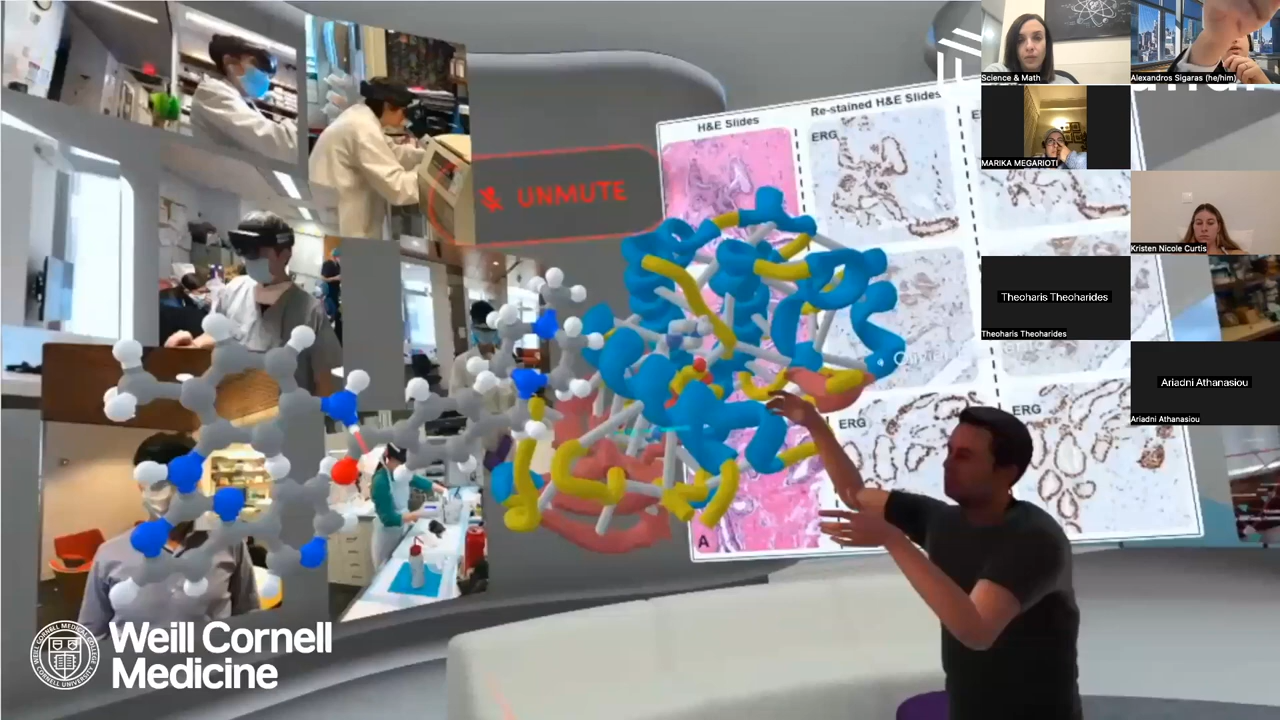 Science & Math
Alexandros Sigaras (he/him)
MARIKA MEGARIOTI
Kristen Nicole Curtis
Theoharis Theoharides
Theoharis Theoharides
Ariadni Athanasiou
Ariadni Athanasiou
UNMUTE
H&E Slides
Re-stained H&E Slides
ERG
ERG
ERG
A
Weill Cornell
Medicine